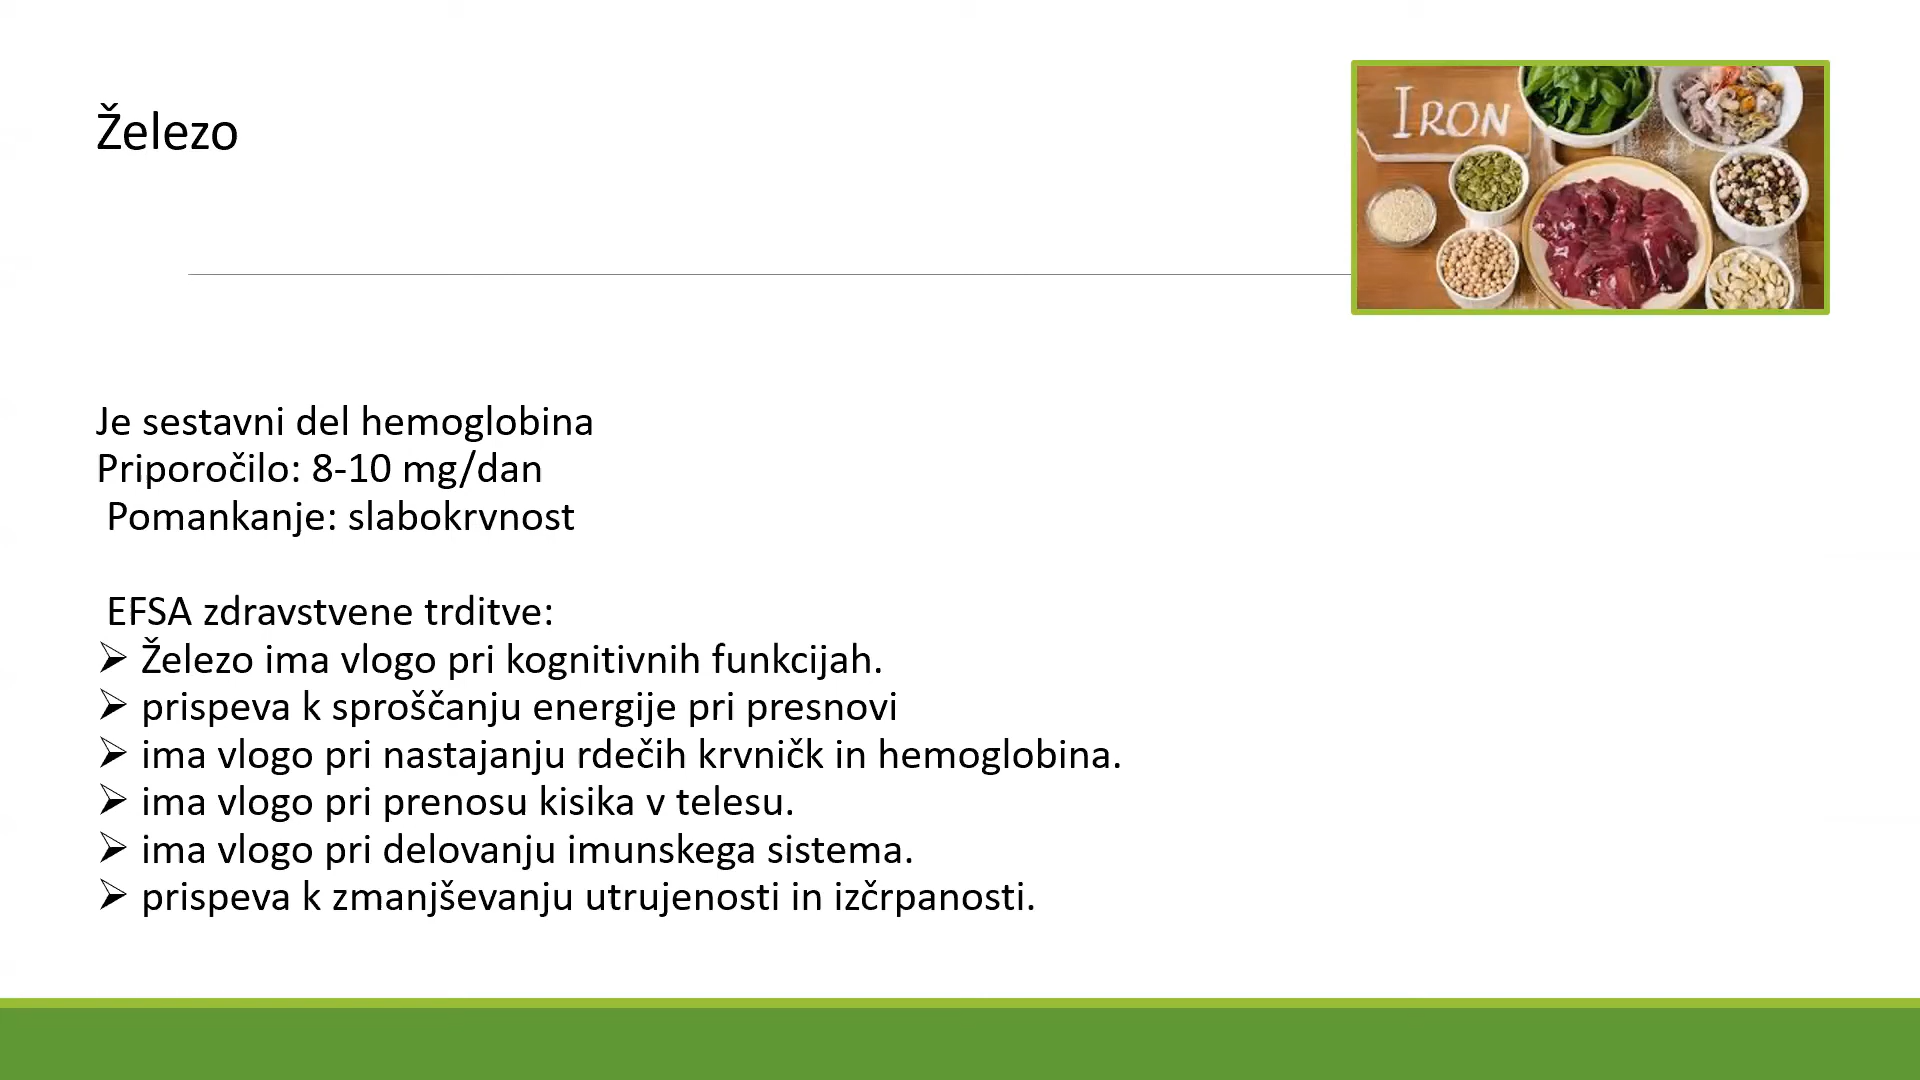 Železo
IRON
Je sestavni del hemoglobina
Priporočilo: 8-10 mg/dan
Pomankanje: slabokrvnost
EFSA zdravstvene trditve:
➢ Železo ima vlogo pri kognitivnih funkcijah.
➢ prispeva k sproščanju energije pri presnovi
➢ ima vlogo pri nastajanju rdečih krvničk in hemoglobina.
➢ ima vlogo pri prenosu kisika v telesu.
➢ ima vlogo pri delovanju imunskega sistema.
➢ prispeva k zmanjševanju utrujenosti in izčrpanosti.